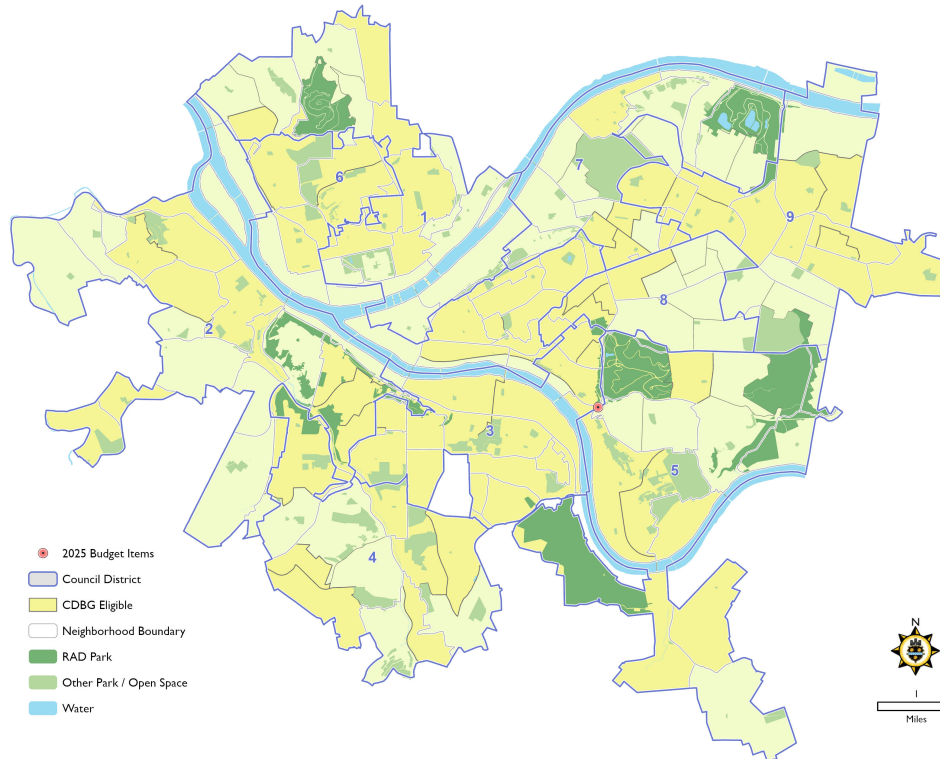 6
1
7
9
8
2
3
5
4
2025 Budget Items
Council District
CDBG Eligible
Neighborhood Boundary
RAD Park
Other Park / Open Space
Water
N
1
Miles